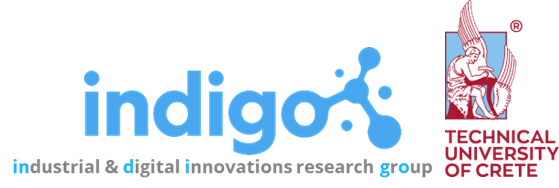 indigo
industrial & digital innovations research group
®
TECHNICAL
UNIVERSITY
OF CRETE